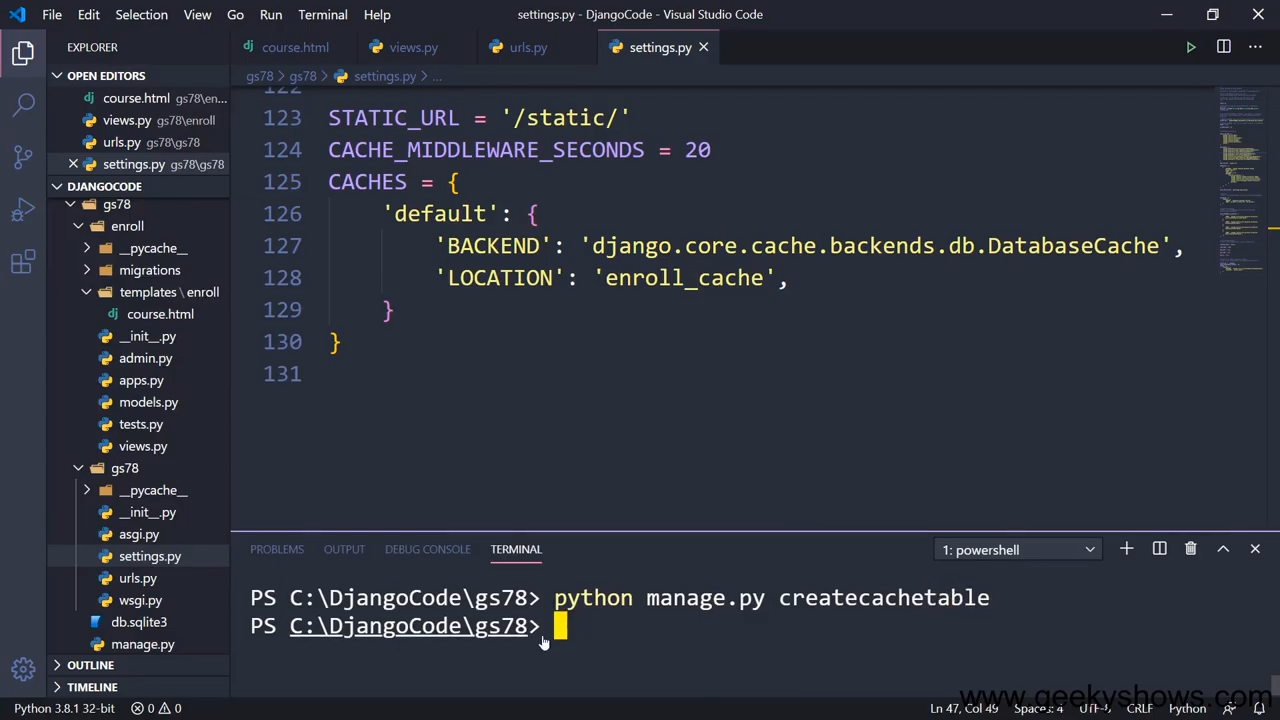 File Edit Selection View Go Run Terminal Help settings.py - DjangoCode - Visual Studio Code
EXPLORER
course.html views.py urls.py settings.py
OPEN EDITORS
gs78 > gs78 > settings.py > ...
course.html gs78\en...
views.py gs78\enroll
urls.py gs78\gs78
settings.py gs78\gs78
DJANGOCODE
gs78
enroll
__pycache__
migrations
templates\enroll
course.html
__init__.py
admin.py
apps.py
models.py
tests.py
views.py
gs78
__pycache__
__init__.py
asgi.py
settings.py
urls.py
wsgi.py
db.sqlite3
manage.py
OUTLINE
TIMELINE
122
123 STATIC_URL = '/static/'
124 CACHE_MIDDLEWARE_SECONDS = 20
125 CACHES = {
126 'default': {
127 'BACKEND': 'django.core.cache.backends.db.DatabaseCache',
128 'LOCATION': 'enroll_cache',
129 }
130 }
131
PROBLEMS OUTPUT DEBUG CONSOLE TERMINAL 1: powershell
PS C:\DjangoCode\gs78> python manage.py createcachetable
PS C:\DjangoCode\gs78>
www.geekyshows.com
Python 3.8.1 32-bit 0 0 Ln 47, Col 49 Spaces: 4 UTF-8 CRLF Python